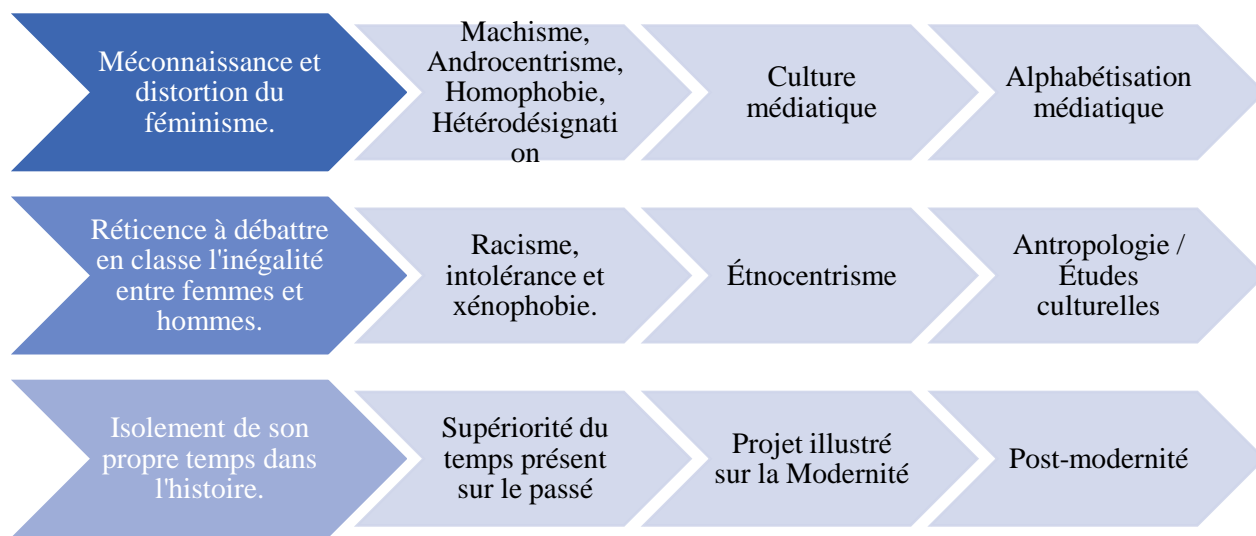 Méconnaissance et
distortion du
féminisme.
Machisme,
Androcentrisme,
Homophobie,
Hétérodésignati
on
Culture
médiatique
Alphabétisation
médiatique
Réticence à débattre
en classe l'inégalité
entre femmes et
hommes.
Racisme,
intolérance et
xénophobie.
Étnocentrisme
Antropologie /
Études
culturelles
Isolement de son
propre temps dans
l'histoire.
Supériorité du
temps présent
sur le passé
Projet illustré
sur la Modernité
Post-modernité